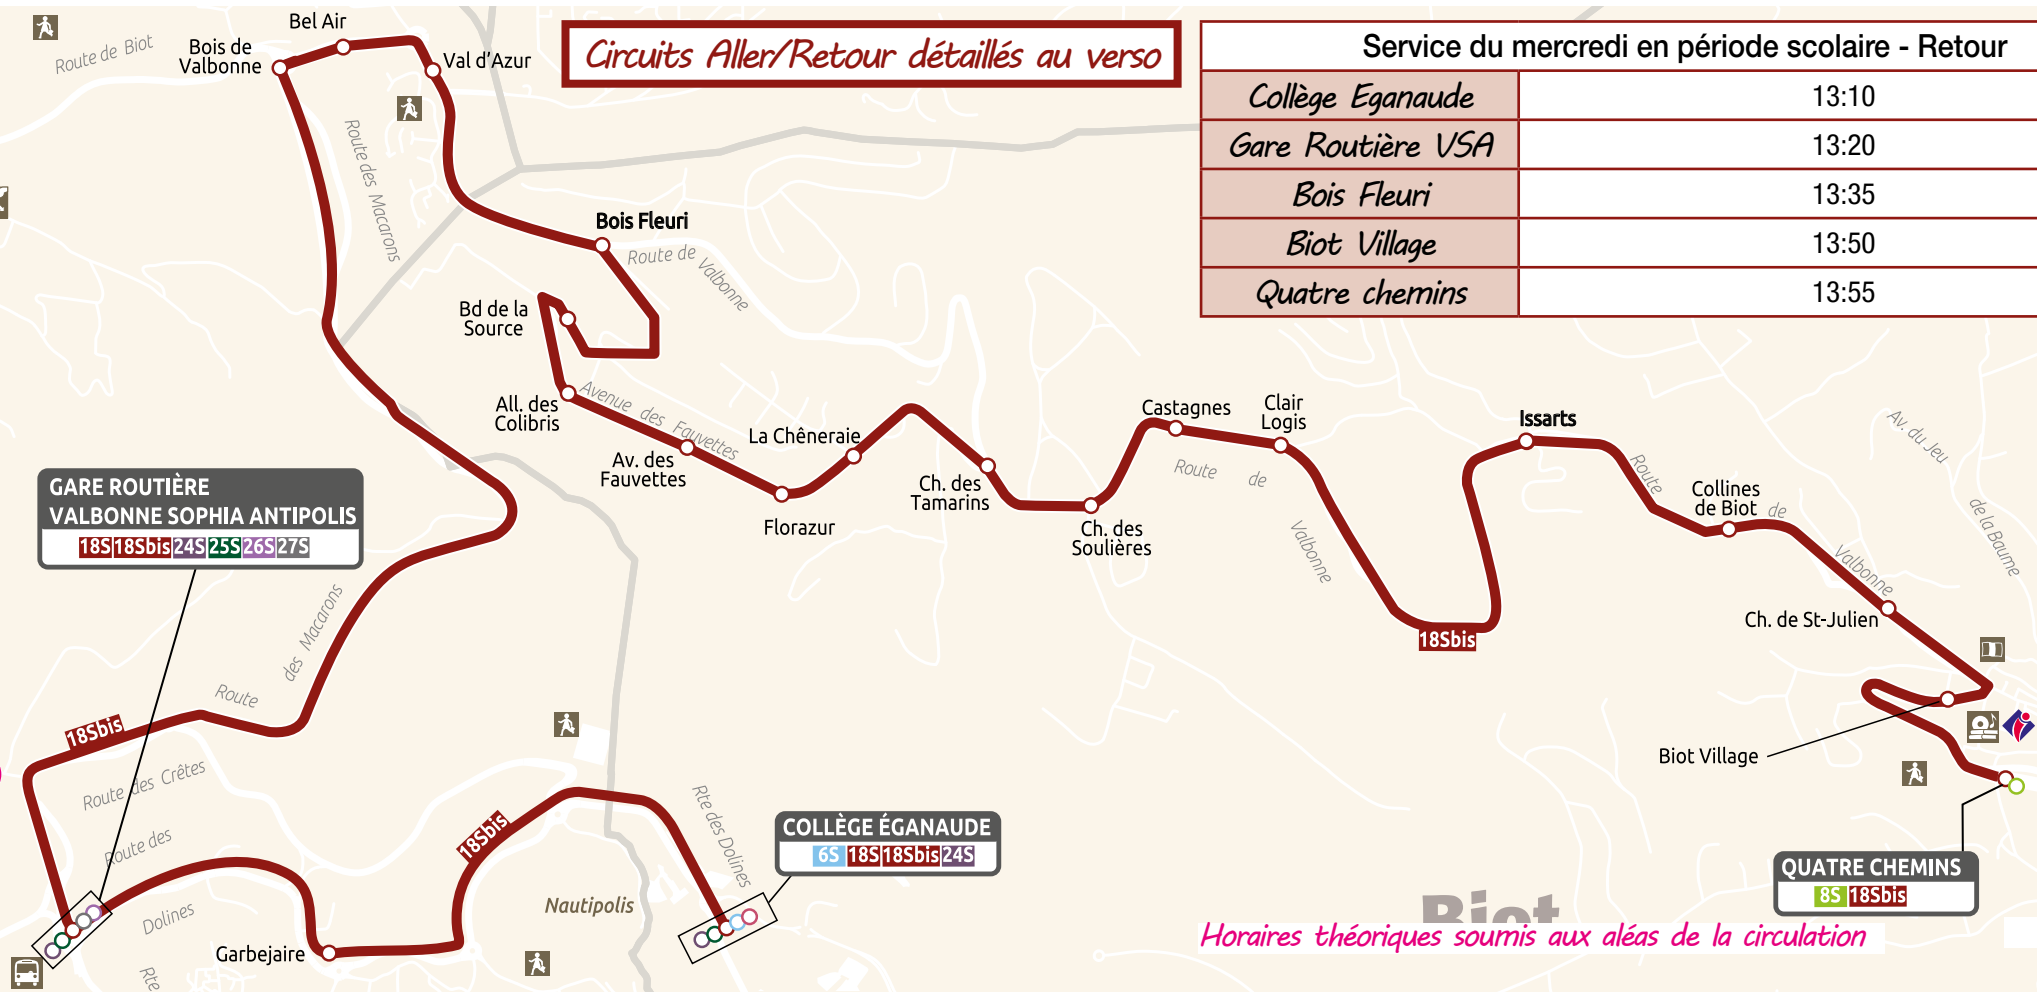 Circuits Aller/Retour détaillés au verso
Service du mercredi en période scolaire - Retour
Collège Eganaude 13:10
Gare Routière VSA 13:20
Bois Fleuri 13:35
Biot Village 13:50
Quatre chemins 13:55
Route de Biot
Bel Air
Bois de
Valbonne
Val d'Azur
Route des Macarons
Bois Fleuri
Route de Valbonne
Bd de la
Source
All. des
Colibris
Avenue des Fauvettes
Av. des
Fauvettes
La Chêneraie
Florazur
Ch. des
Tamarins
Ch. des
Soulières
Castagnes
Clair
Logis
Route de Valbonne
18Sbis
Issarts
Route de Valbonne
Collines
de Biot
Av. du Jeu de la Baume
Ch. de St-Julien
Biot Village
QUATRE CHEMINS
8S 18Sbis
GARE ROUTIÈRE
VALBONNE SOPHIA ANTIPOLIS
18S 18Sbis 24S 25S 26S 27S
Route des Macarons
18Sbis
Route des Crêtes
Route des Dolines
Rte
Garbejaire
18Sbis
Nautipolis
Rte des Dolines
COLLÈGE ÉGANAUDE
6S 18S 18Sbis 24S
Biot
Horaires théoriques soumis aux aléas de la circulation